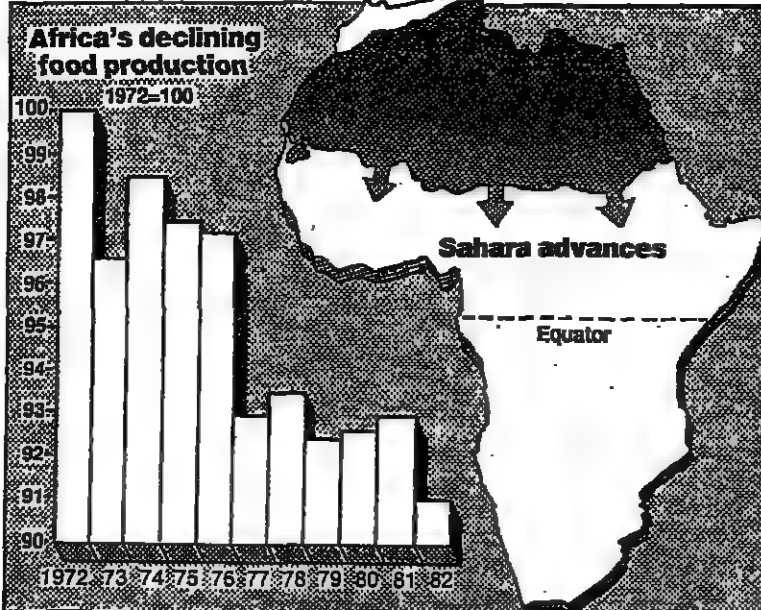 Africa's declining
food production
1972=100
100
99
98
97
96
95
94
93
92
91
90
1972 73 74 75 76 77 78 79 80 81 82
Sahara advances
Equator